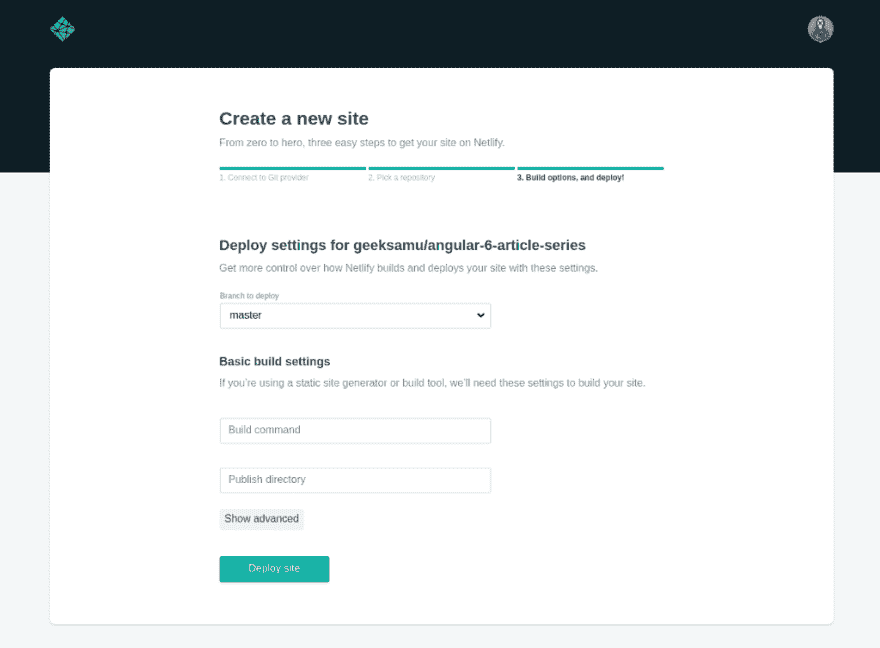 Create a new site
From zero to hero, three easy steps to get your site on Netlify.
1. Connect to Git provider
2. Pick a repository
3. Build options, and deploy!
Deploy settings for geeksamu/angular-6-article-series
Get more control over how Netlify builds and deploys your site with these settings.
Branch to deploy
master
Basic build settings
If you're using a static site generator or build tool, we'll need these settings to build your site.
Build command
Publish directory
Show advanced
Deploy site